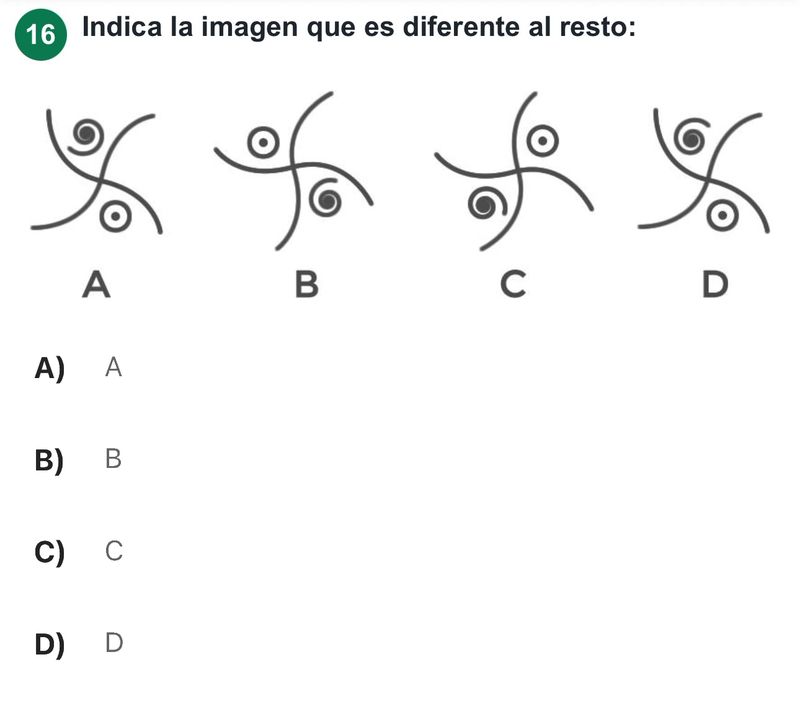 16 Indica la imagen que es diferente al resto:
A B C D
A) A
B) B
C) C
D) D